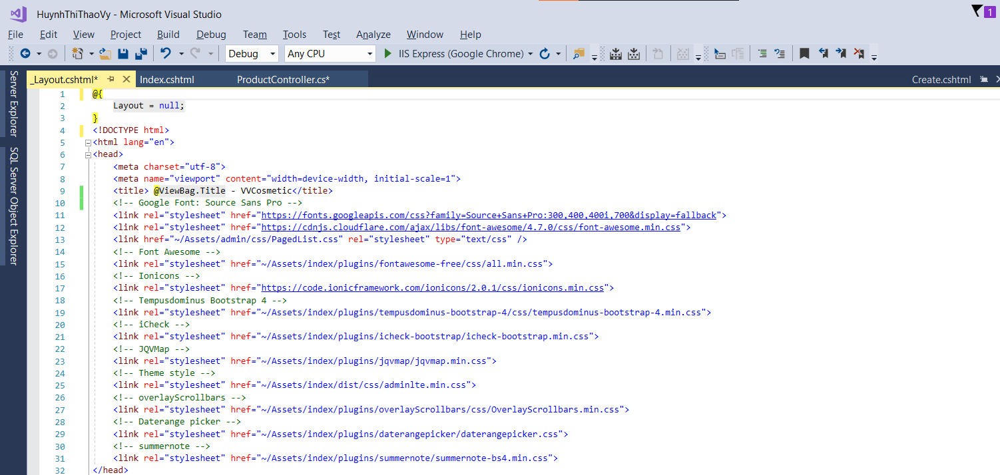 HuynhThiThaoVy - Microsoft Visual Studio
1
File Edit View Project Build Debug Team Tools Test Analyze Window Help
Debug Any CPU IIS Express (Google Chrome)
Server Explorer
SQL Server Object Explorer
_Layout.cshtml* Index.cshtml ProductController.cs* Create.cshtml
1 @{
2 Layout = null;
3 }
4 <!DOCTYPE html>
5 <html lang="en">
6 <head>
7 <meta charset="utf-8">
8 <meta name="viewport" content="width=device-width, initial-scale=1">
9 <title> @ViewBag.Title - VVCosmetic</title>
10 <!-- Google Font: Source Sans Pro -->
11 <link rel="stylesheet" href="https://fonts.googleapis.com/css?family=Source+Sans+Pro:300,400,400i,700&display=fallback">
12 <link rel="stylesheet" href="https://cdnjs.cloudflare.com/ajax/libs/font-awesome/4.7.0/css/font-awesome.min.css">
13 <link href="~/Assets/admin/css/PagedList.css" rel="stylesheet" type="text/css" />
14 <!-- Font Awesome -->
15 <link rel="stylesheet" href="~/Assets/index/plugins/fontawesome-free/css/all.min.css">
16 <!-- Ionicons -->
17 <link rel="stylesheet" href="https://code.ionicframework.com/ionicons/2.0.1/css/ionicons.min.css">
18 <!-- Tempusdominus Bootstrap 4 -->
19 <link rel="stylesheet" href="~/Assets/index/plugins/tempusdominus-bootstrap-4/css/tempusdominus-bootstrap-4.min.css">
20 <!-- iCheck -->
21 <link rel="stylesheet" href="~/Assets/index/plugins/icheck-bootstrap/icheck-bootstrap.min.css">
22 <!-- JQVMap -->
23 <link rel="stylesheet" href="~/Assets/index/plugins/jqvmap/jqvmap.min.css">
24 <!-- Theme style -->
25 <link rel="stylesheet" href="~/Assets/index/dist/css/adminlte.min.css">
26 <!-- overlayScrollbars -->
27 <link rel="stylesheet" href="~/Assets/index/plugins/overlayScrollbars/css/OverlayScrollbars.min.css">
28 <!-- Daterange picker -->
29 <link rel="stylesheet" href="~/Assets/index/plugins/daterangepicker/daterangepicker.css">
30 <!-- summernote -->
31 <link rel="stylesheet" href="~/Assets/index/plugins/summernote/summernote-bs4.min.css">
32 </head>